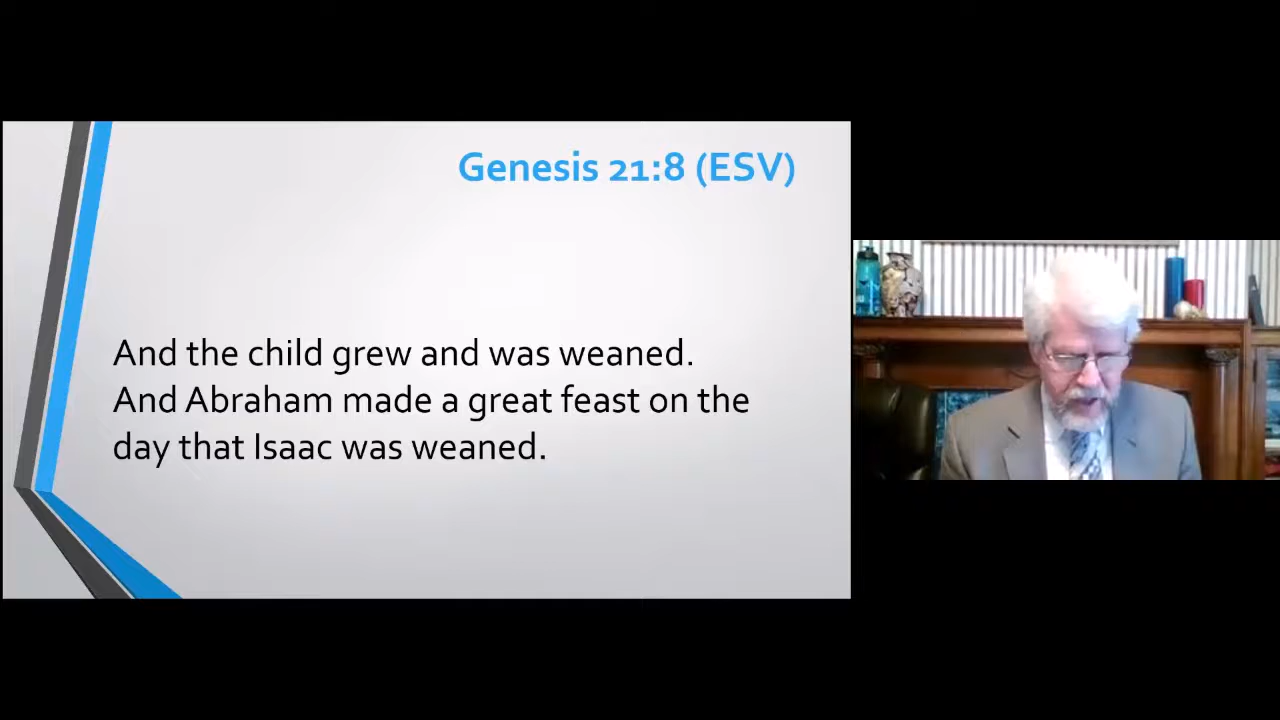 Genesis 21:8 (ESV)
And the child grew and was weaned.
And Abraham made a great feast on the
day that Isaac was weaned.